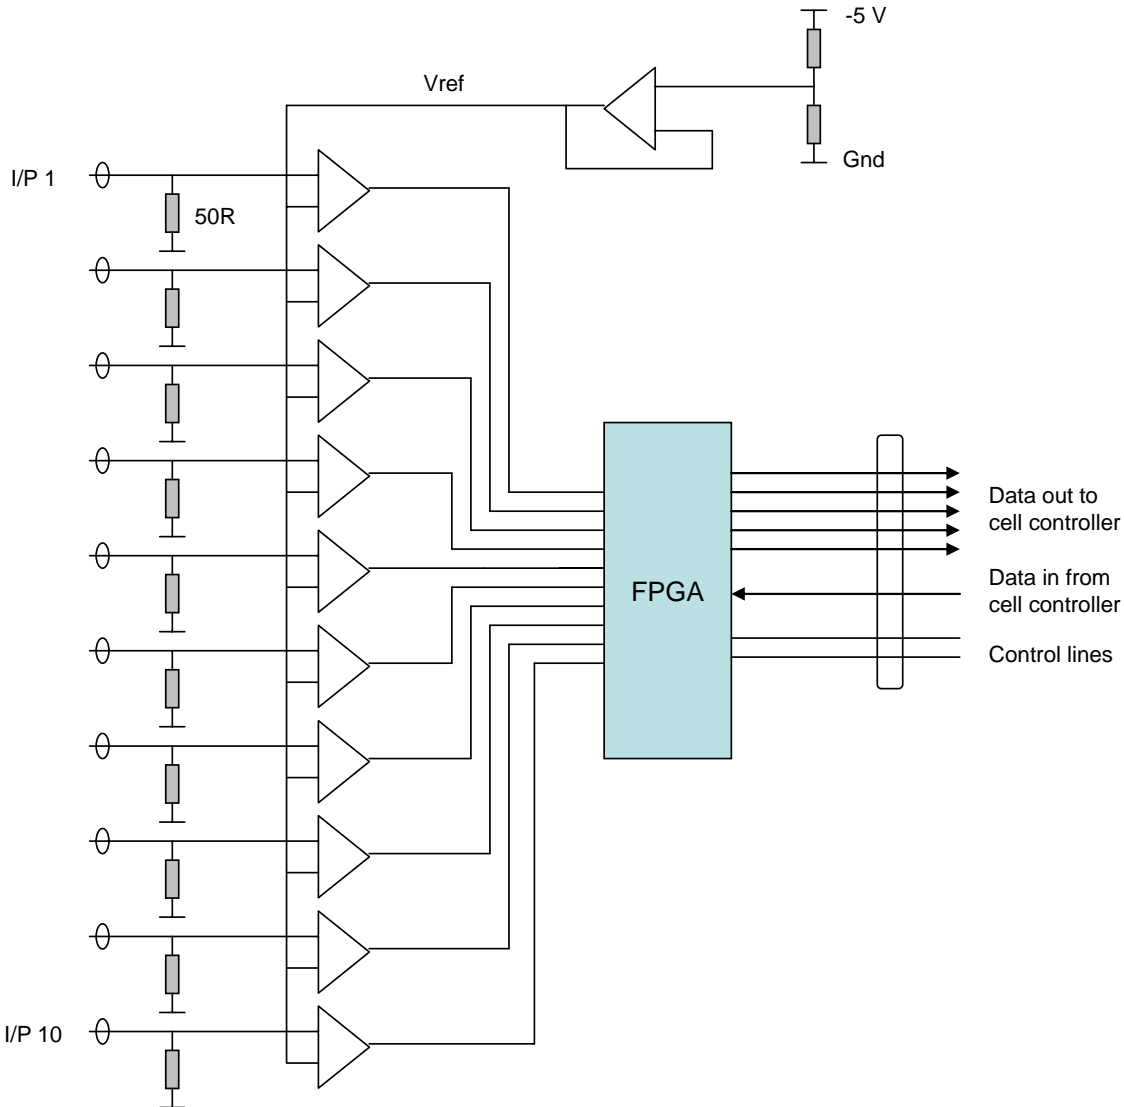 -5 V
Vref
Gnd
I/P 1
50R
Data out to
cell controller
FPGA
Data in from
cell controller
Control lines
I/P 10